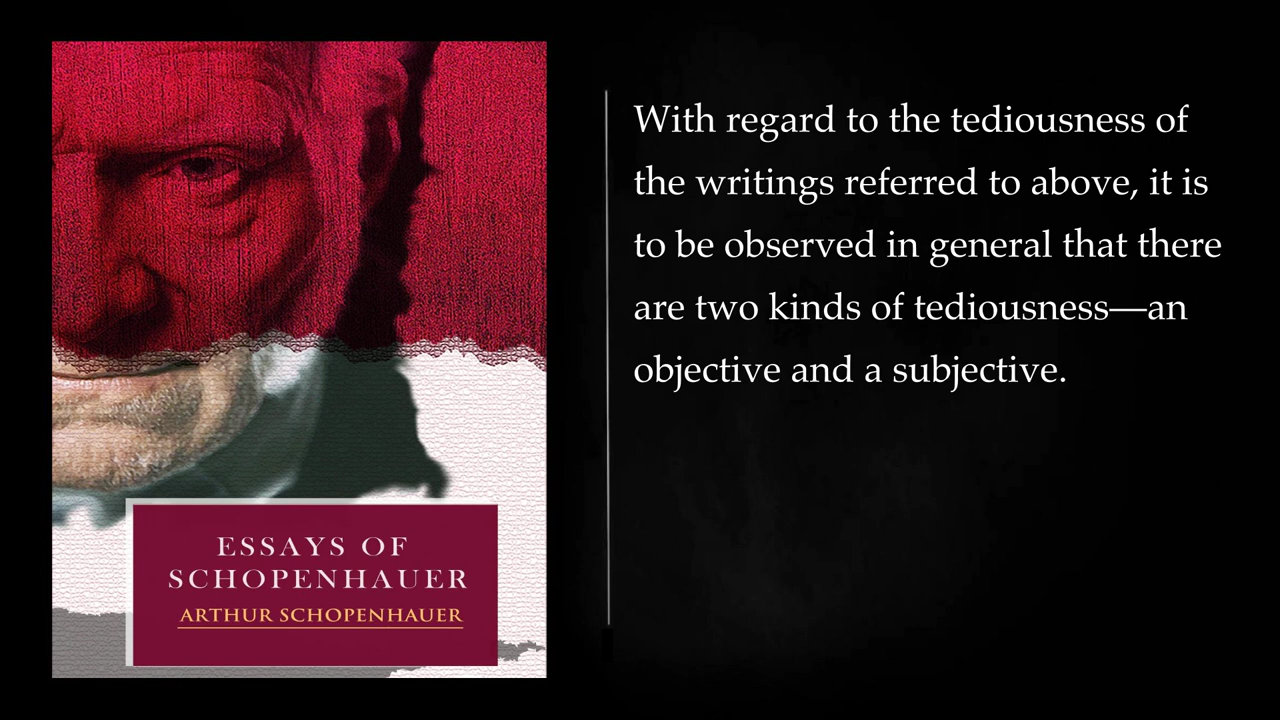 ESSAYS OF
SCHOPENHAUER
ARTHUR SCHOPENHAUER
With regard to the tediousness of
the writings referred to above, it is
to be observed in general that there
are two kinds of tediousness—an
objective and a subjective.